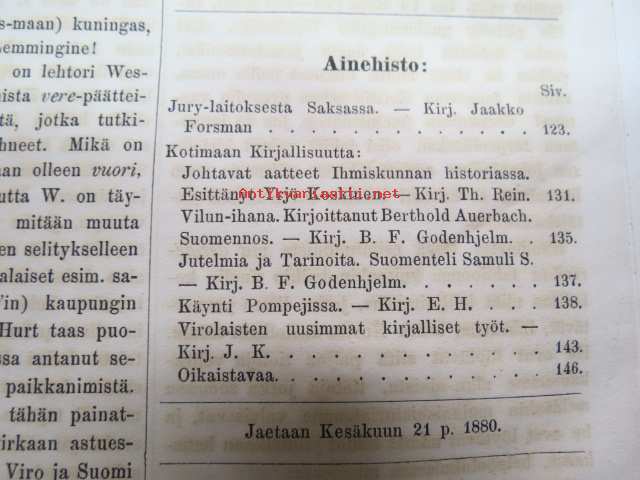 s-maan) kuningas,
Lemmingine!
on lehtori Wes-
ista vere-päättei-
tä, jotka tutki-
hneet. Mikä on
an olleen vuori,
utta W. on täy-
mitään muuta
en selitykselleen
alaiset esim. sa-
'in) kaupungin
Hurt taas puo-
ssa antanut se-
paikkanimistä.
tähän painat-
irkaan astues-
Viro ja Suomi
Ainehisto:
Siv.
Jury-laitoksesta Saksassa. — Kirj. Jaakko
Forsman . . . . . . . . . . . . 123.
Kotimaan Kirjallisuutta:
Johtavat aatteet Ihmiskunnan historiassa.
Esittänyt Yrjö Koskinen. — Kirj. Th. Rein. 131.
Vilun-ihana. Kirjoittanut Berthold Auerbach.
Suomennos. — Kirj. B. F. Godenhjelm. . 135.
Jutelmia ja Tarinoita. Suomenteli Samuli S.
— Kirj. B. F. Godenhjelm. . . . . . 137.
Käynti Pompejissa. — Kirj. E. H. . . . 138.
Virolaisten uusimmat kirjalliset työt. —
Kirj. J. K. . . . . . . . . . . 143.
Oikaistavaa. . . . . . . . . . . 146.
Jaetaan Kesäkuun 21 p. 1880.